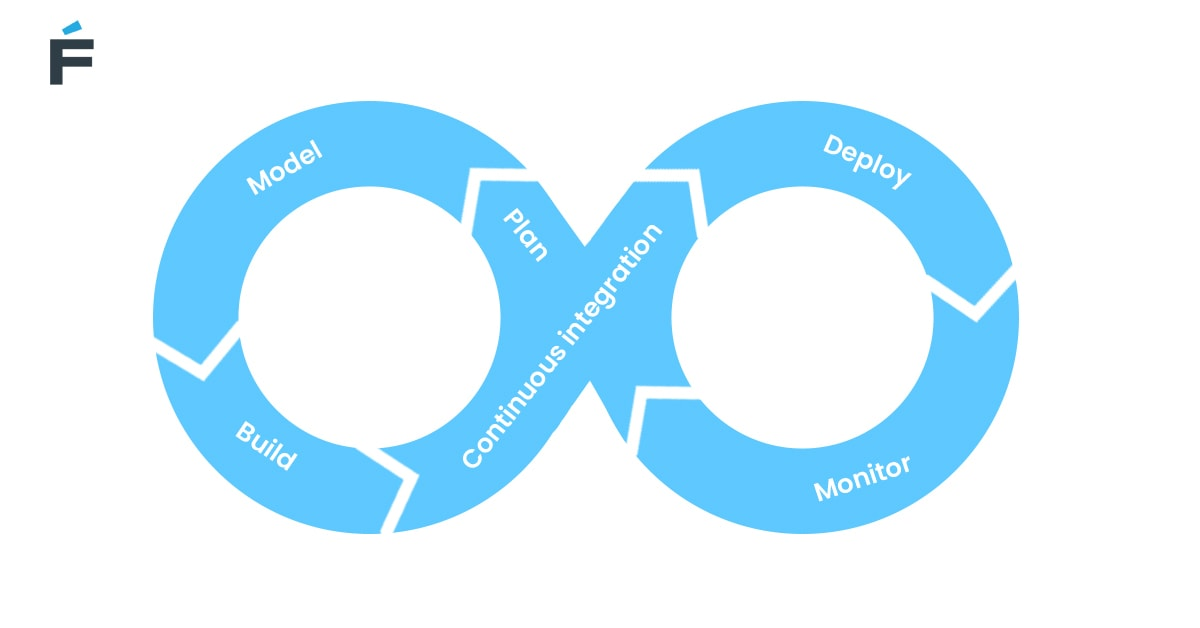 F́
Model
Plan
Continuous integration
Build
Deploy
Monitor